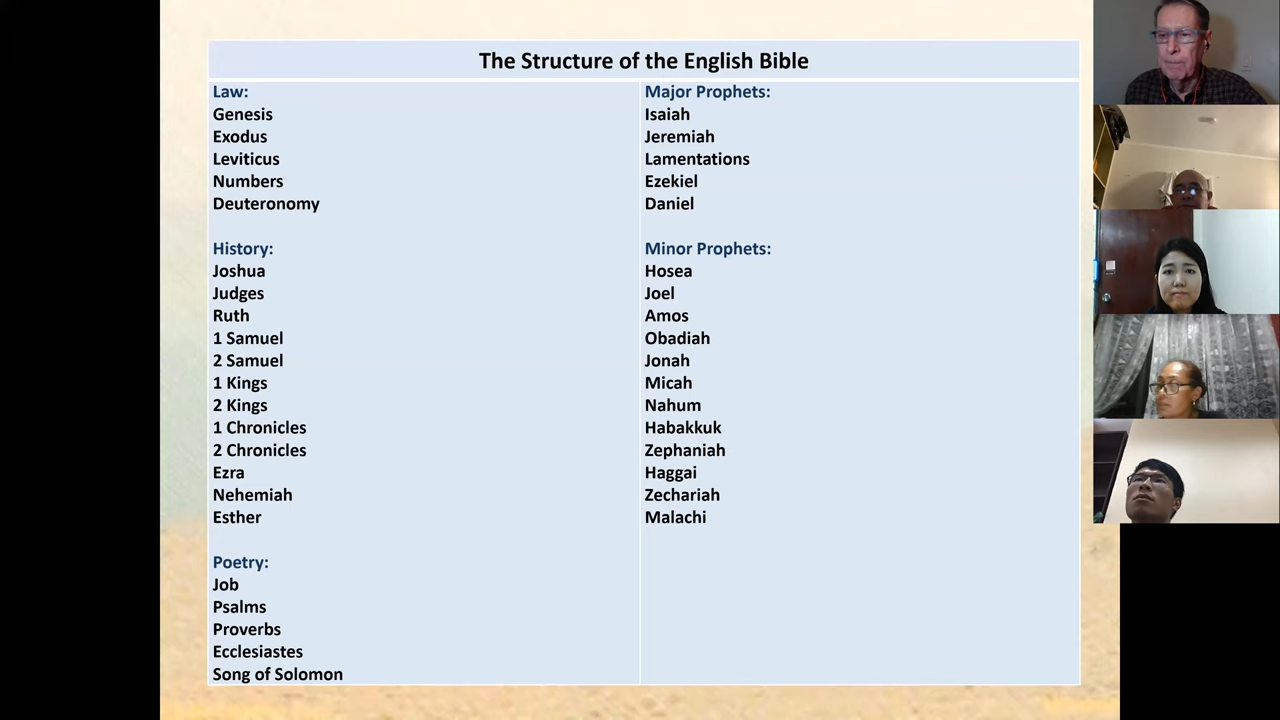 The Structure of the English Bible
Law:
Genesis
Exodus
Leviticus
Numbers
Deuteronomy
History:
Joshua
Judges
Ruth
1 Samuel
2 Samuel
1 Kings
2 Kings
1 Chronicles
2 Chronicles
Ezra
Nehemiah
Esther
Poetry:
Job
Psalms
Proverbs
Ecclesiastes
Song of Solomon
Major Prophets:
Isaiah
Jeremiah
Lamentations
Ezekiel
Daniel
Minor Prophets:
Hosea
Joel
Amos
Obadiah
Jonah
Micah
Nahum
Habakkuk
Zephaniah
Haggai
Zechariah
Malachi